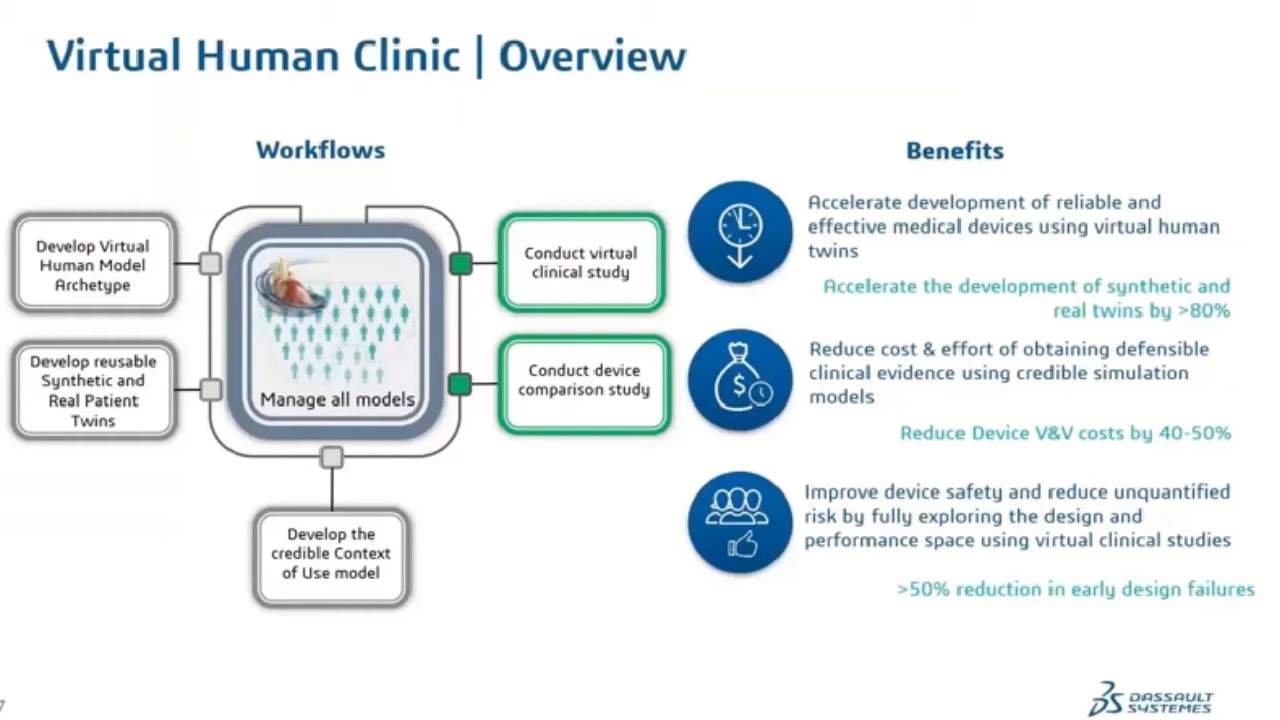 Virtual Human Clinic | Overview
Workflows
Develop Virtual
Human Model
Archetype
Develop reusable
Synthetic and
Real Patient
Twins
Manage all models
Conduct virtual
clinical study
Conduct device
comparison study
Develop the
credible Context
of Use model
Benefits
Accelerate development of reliable and
effective medical devices using virtual human
twins
Accelerate the development of synthetic and
real twins by >80%
Reduce cost & effort of obtaining defensible
clinical evidence using credible simulation
models
Reduce Device V&V costs by 40-50%
Improve device safety and reduce unquantified
risk by fully exploring the design and
performance space using virtual clinical studies
>50% reduction in early design failures
7
DASSAULT
SYSTEMES